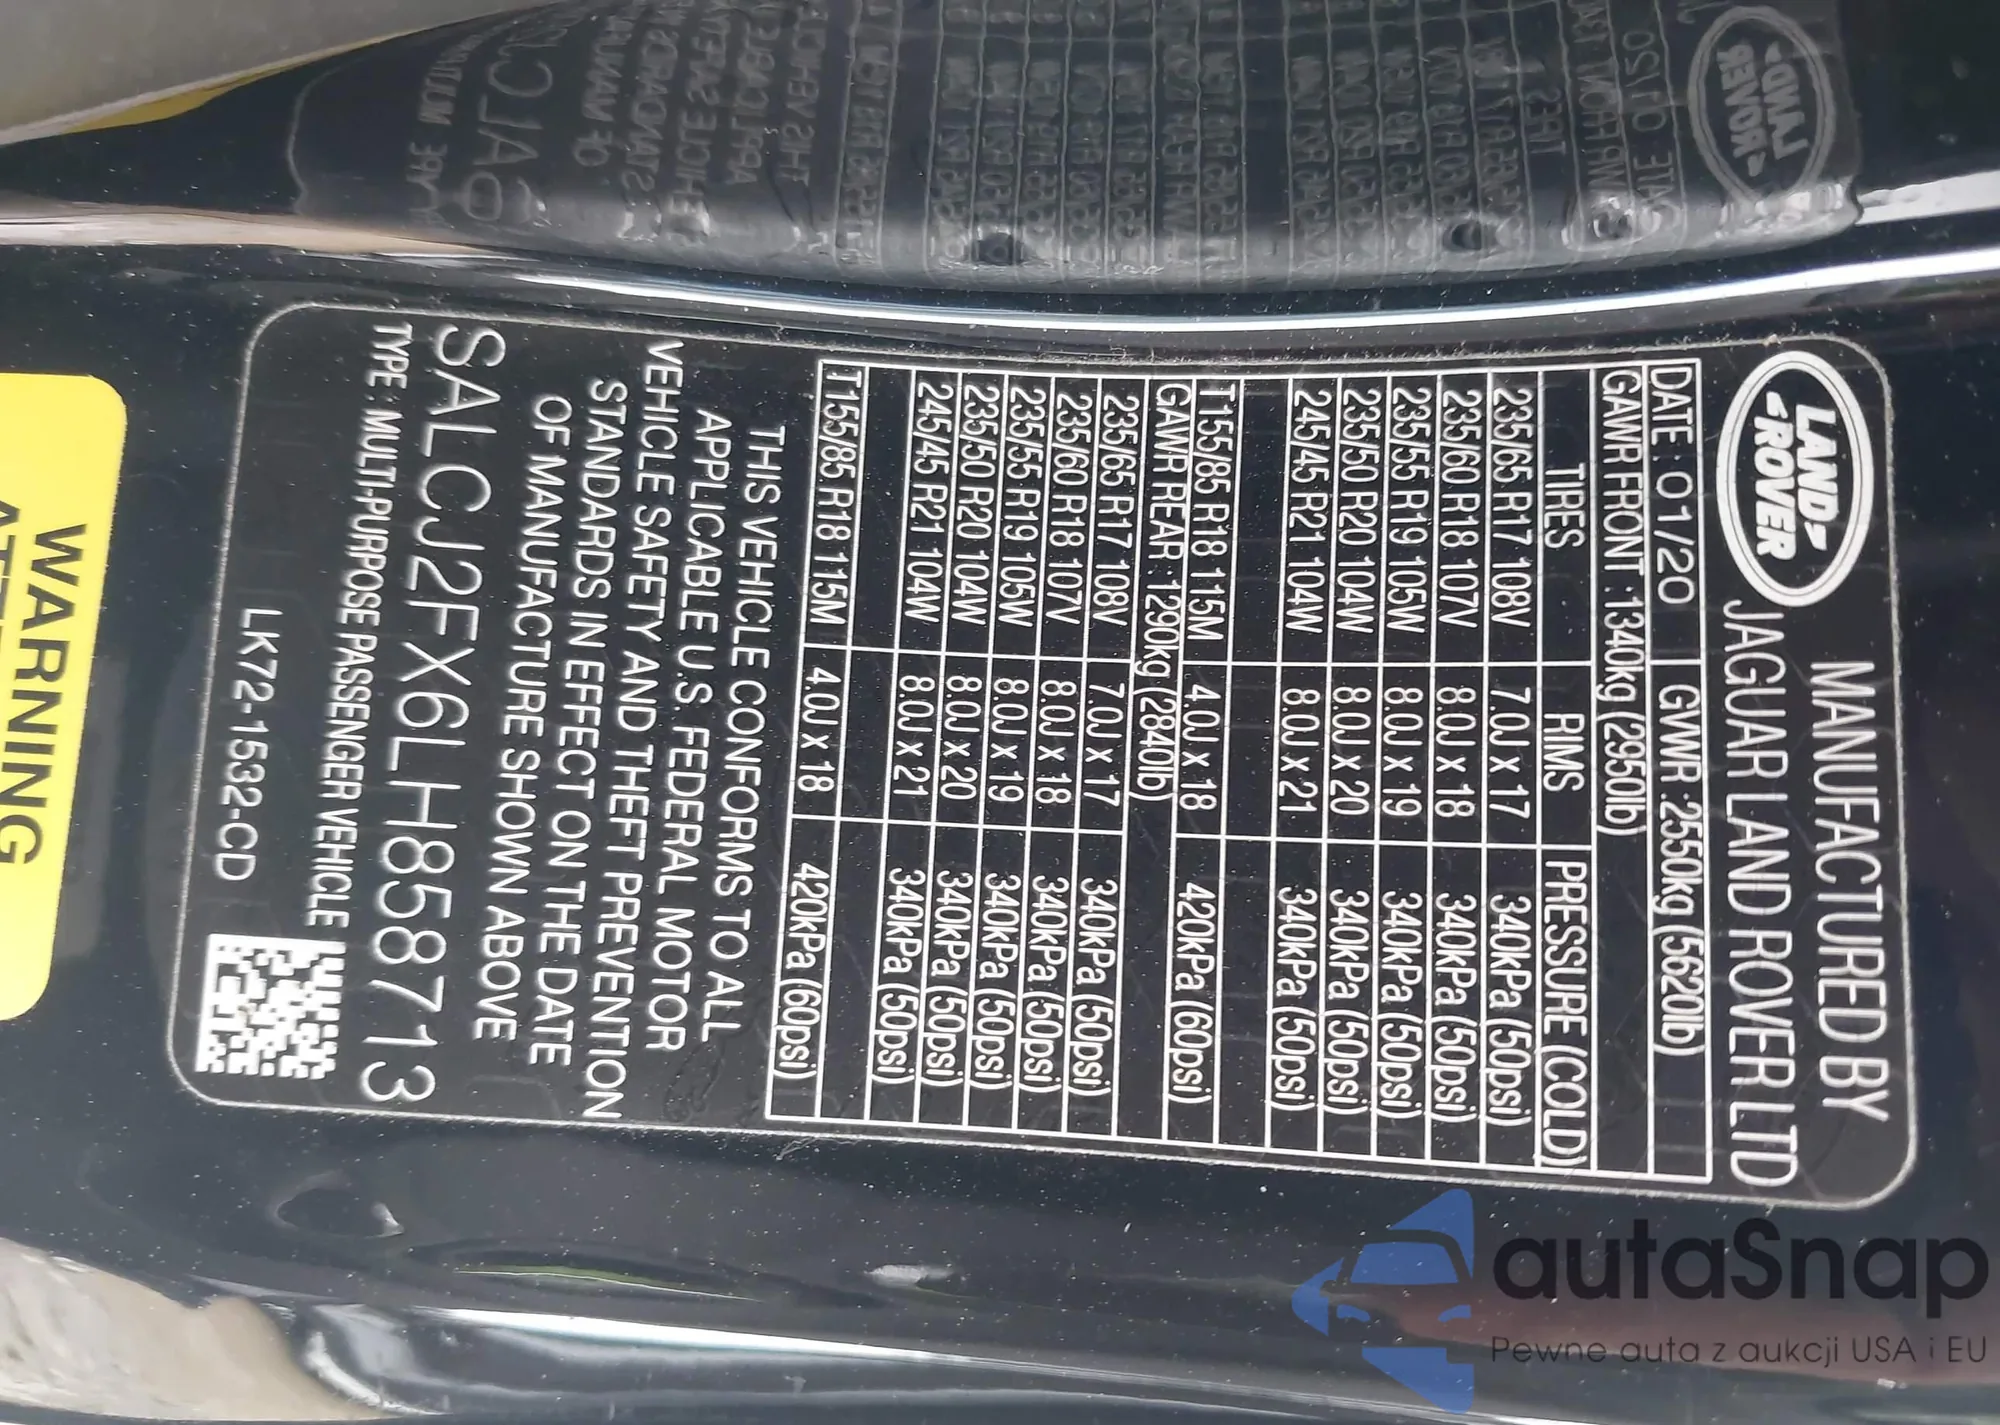 LAND
ROVER
MANUFACTURED BY
JAGUAR LAND ROVER LTD
DATE : 01/20 GVWR :2550kg (5620lb)
GAWR FRONT :1340kg (2950lb)
TIRES RIMS PRESSURE (COLD)
235/65 R17 108V 7.0J x 17 340kPa (50psi)
235/60 R18 107V 8.0J x 18 340kPa (50psi)
235/55 R19 105W 8.0J x 19 340kPa (50psi)
235/50 R20 104W 8.0J x 20 340kPa (50psi)
245/45 R21 104W 8.0J x 21 340kPa (50psi)
T155/85 R18 115M 4.0J x 18 420kPa (60psi)
GAWR REAR : 1290kg (2840lb)
235/65 R17 108V 7.0J x 17 340kPa (50psi)
235/60 R18 107V 8.0J x 18 340kPa (50psi)
235/55 R19 105W 8.0J x 19 340kPa (50psi)
235/50 R20 104W 8.0J x 20 340kPa (50psi)
245/45 R21 104W 8.0J x 21 340kPa (50psi)
T155/85 R18 115M 4.0J x 18 420kPa (60psi)
THIS VEHICLE CONFORMS TO ALL
APPLICABLE U.S. FEDERAL MOTOR
VEHICLE SAFETY AND THEFT PREVENTION
STANDARDS IN EFFECT ON THE DATE
OF MANUFACTURE SHOWN ABOVE
SALCJ2FX6LH858713
TYPE : MULTI-PURPOSE PASSENGER VEHICLE
LK72-1532-CD
WARNING
autaSnap
Pewne auta z aukcji USA i EU